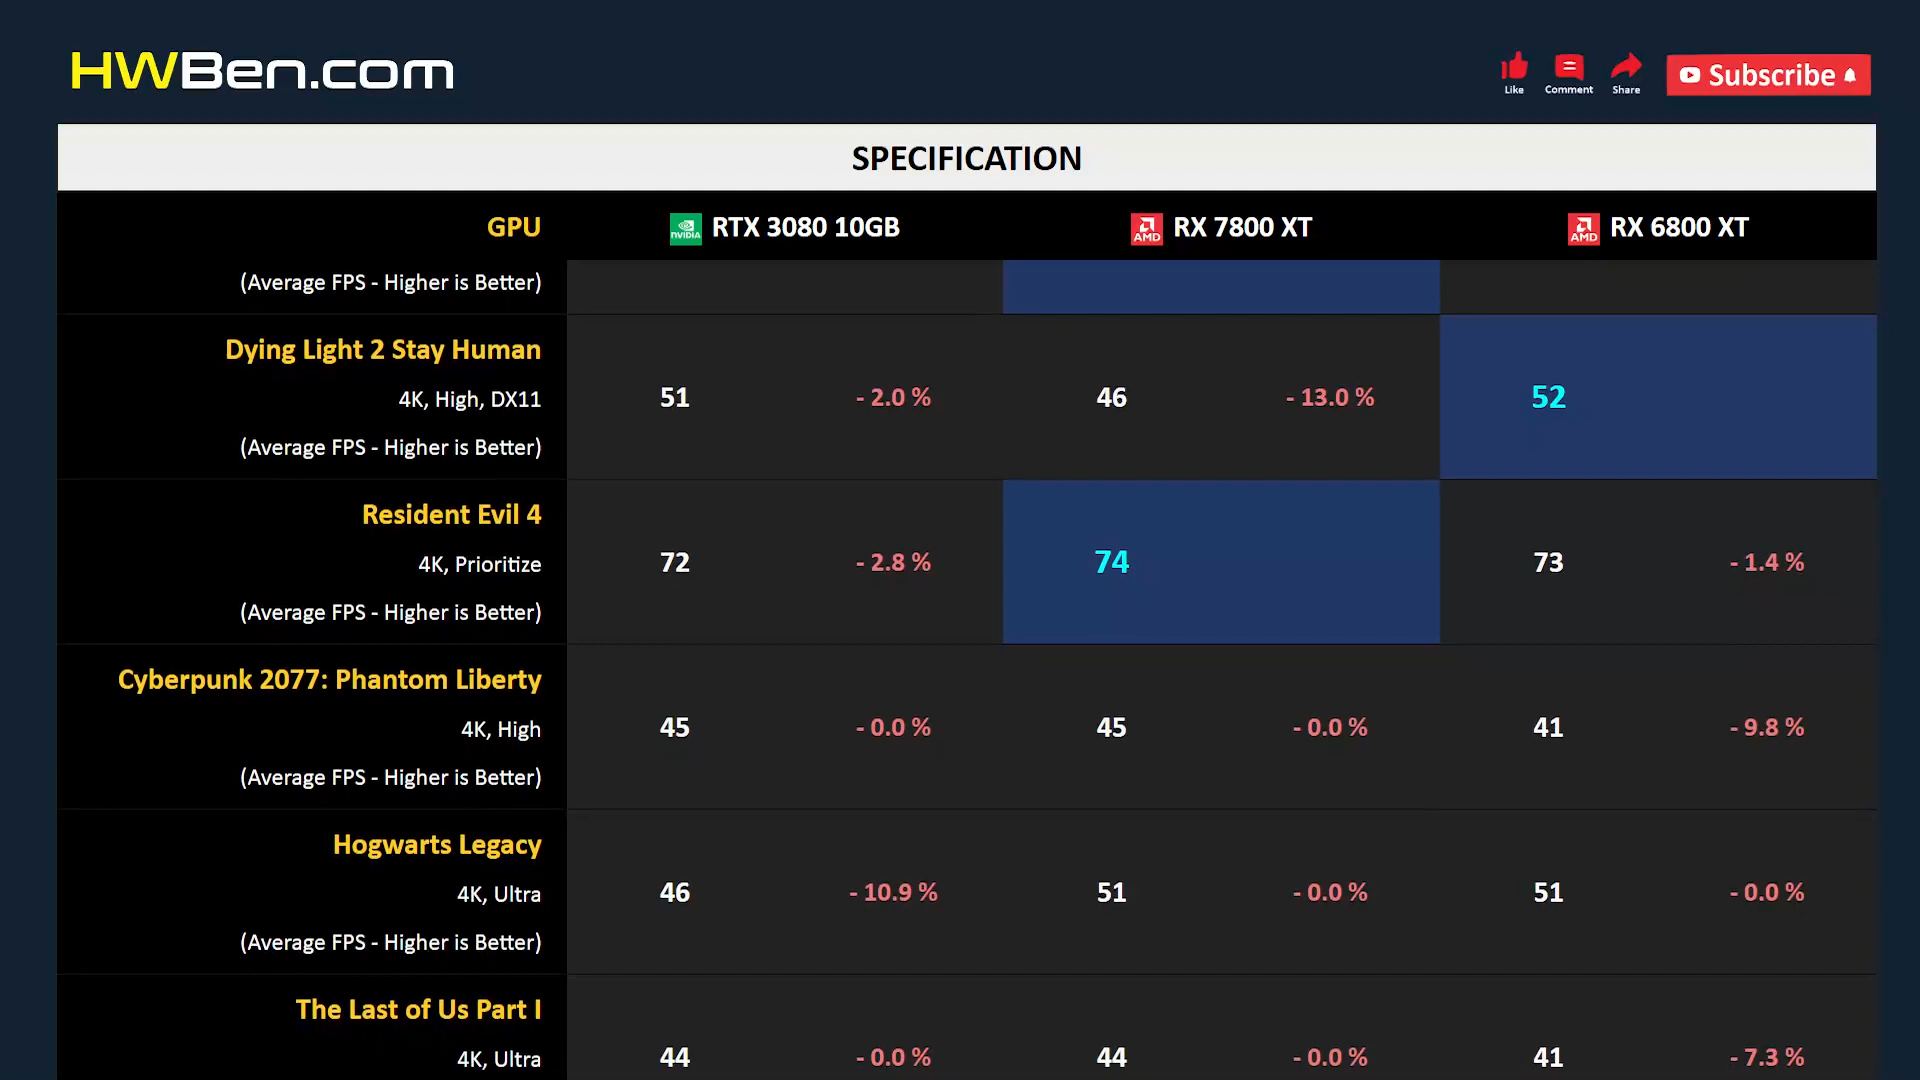 HWBen.com
Like Comment Share Subscribe
SPECIFICATION
GPU NVIDIA RTX 3080 10GB AMD RX 7800 XT AMD RX 6800 XT
(Average FPS - Higher is Better)
Dying Light 2 Stay Human
4K, High, DX11 51 - 2.0 % 46 - 13.0 % 52
(Average FPS - Higher is Better)
Resident Evil 4
4K, Prioritize 72 - 2.8 % 74 73 - 1.4 %
(Average FPS - Higher is Better)
Cyberpunk 2077: Phantom Liberty
4K, High 45 - 0.0 % 45 - 0.0 % 41 - 9.8 %
(Average FPS - Higher is Better)
Hogwarts Legacy
4K, Ultra 46 - 10.9 % 51 - 0.0 % 51 - 0.0 %
(Average FPS - Higher is Better)
The Last of Us Part I
4K, Ultra 44 - 0.0 % 44 - 0.0 % 41 - 7.3 %